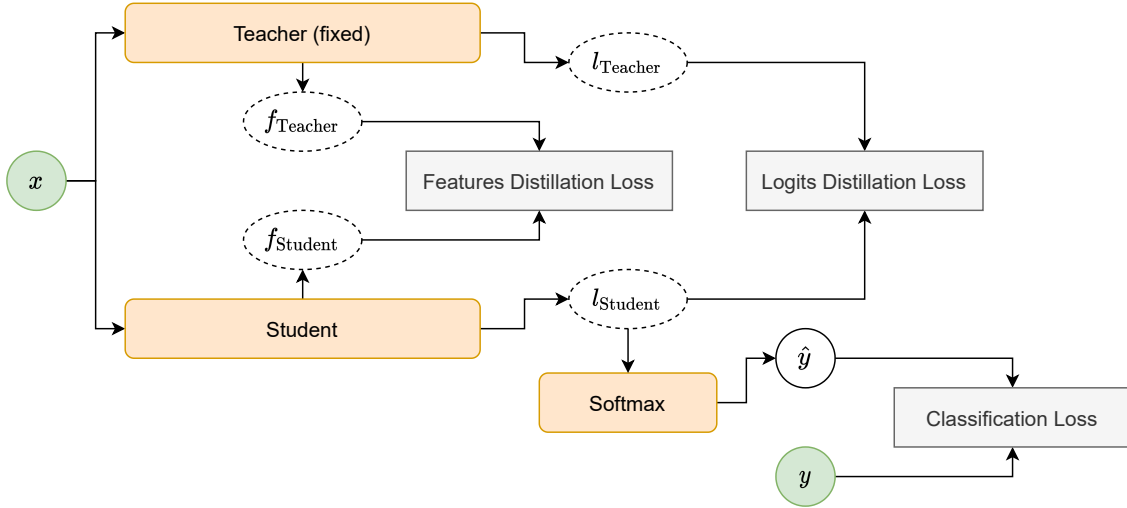 Teacher (fixed)
l_Teacher
f_Teacher
x
Features Distillation Loss
Logits Distillation Loss
f_Student
l_Student
Student
ŷ
Softmax
Classification Loss
y